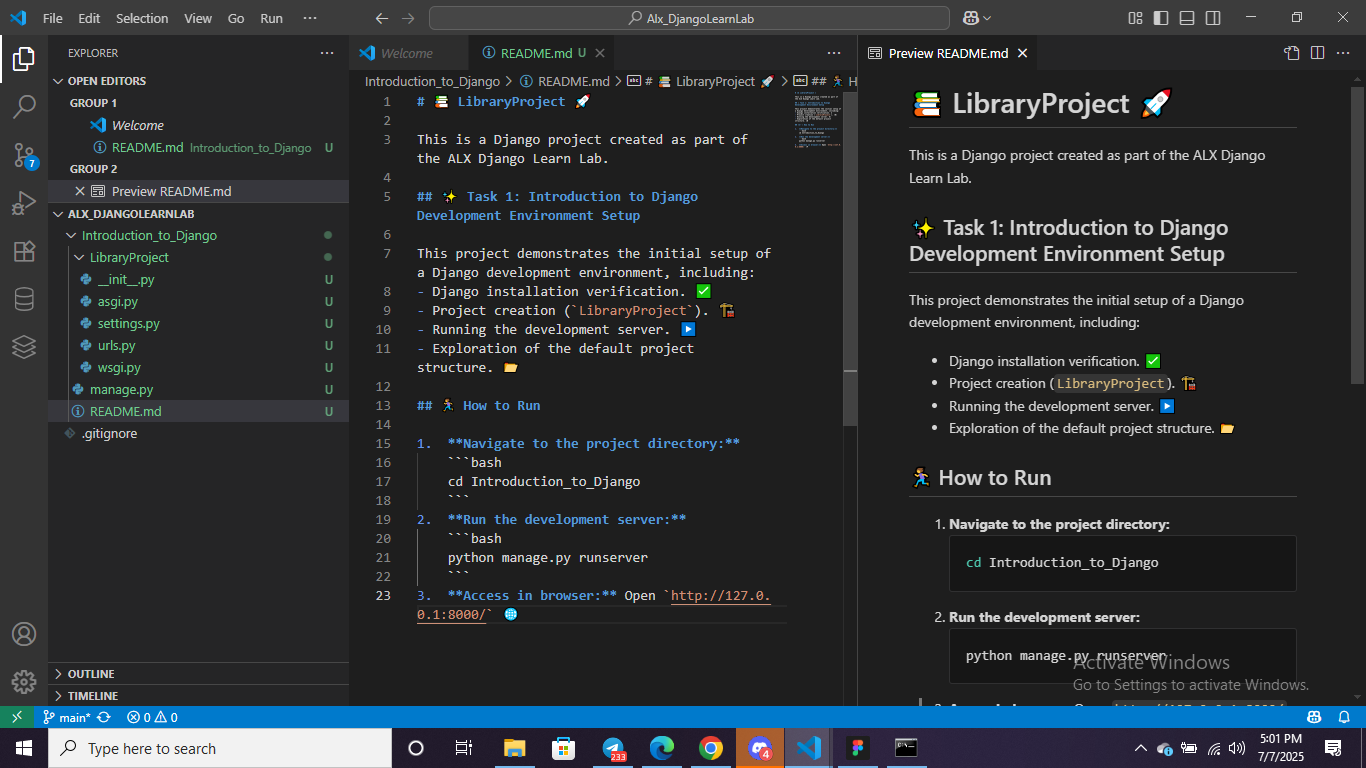 File Edit Selection View Go Run ···
Alx_DjangoLearnLab
EXPLORER
OPEN EDITORS
GROUP 1
Welcome
README.md Introduction_to_Django U
GROUP 2
Preview README.md
ALX_DJANGOLEARNLAB
Introduction_to_Django
LibraryProject
__init__.py U
asgi.py U
settings.py U
urls.py U
wsgi.py U
manage.py U
README.md U
.gitignore
OUTLINE
TIMELINE
7
Welcome
README.md U
Introduction_to_Django > README.md > # 📚 LibraryProject 🚀 > ## 🏃 H
1 # 📚 LibraryProject 🚀
2
3 This is a Django project created as part of
the ALX Django Learn Lab.
4
5 ## ✨ Task 1: Introduction to Django
Development Environment Setup
6
7 This project demonstrates the initial setup of
a Django development environment, including:
8 - Django installation verification. ✅
9 - Project creation (`LibraryProject`). 🏗️
10 - Running the development server. ▶️
11 - Exploration of the default project
structure. 📂
12
13 ## 🏃 How to Run
14
15 1. **Navigate to the project directory:**
16 ```bash
17 cd Introduction_to_Django
18 ```
19 2. **Run the development server:**
20 ```bash
21 python manage.py runserver
22 ```
23 3. **Access in browser:** Open `http://127.0.
0.1:8000/` 🌐
Preview README.md
📚 LibraryProject 🚀
This is a Django project created as part of the ALX Django
Learn Lab.
✨ Task 1: Introduction to Django
Development Environment Setup
This project demonstrates the initial setup of a Django
development environment, including:
• Django installation verification. ✅
• Project creation (LibraryProject). 🏗️
• Running the development server. ▶️
• Exploration of the default project structure. 📂
🏃 How to Run
1. Navigate to the project directory:
cd Introduction_to_Django
2. Run the development server:
python manage.py runserver
Activate Windows
Go to Settings to activate Windows.
main* 0 0
Type here to search
233
4
5:01 PM
7/7/2025